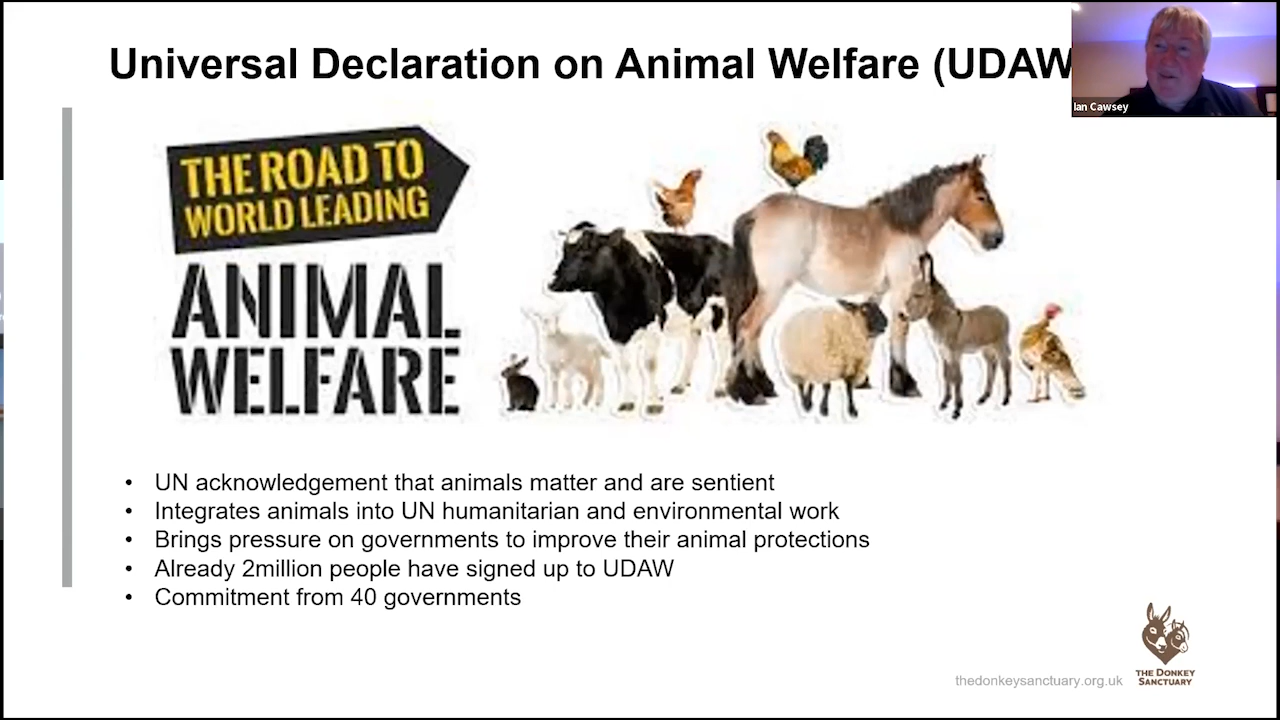 Universal Declaration on Animal Welfare (UDAW
Ian Cawsey
THE ROAD TO
WORLD LEADING
ANIMAL
WELFARE
• UN acknowledgement that animals matter and are sentient
• Integrates animals into UN humanitarian and environmental work
• Brings pressure on governments to improve their animal protections
• Already 2million people have signed up to UDAW
• Commitment from 40 governments
thedonkeysanctuary.org.uk
THE DONKEY
SANCTUARY